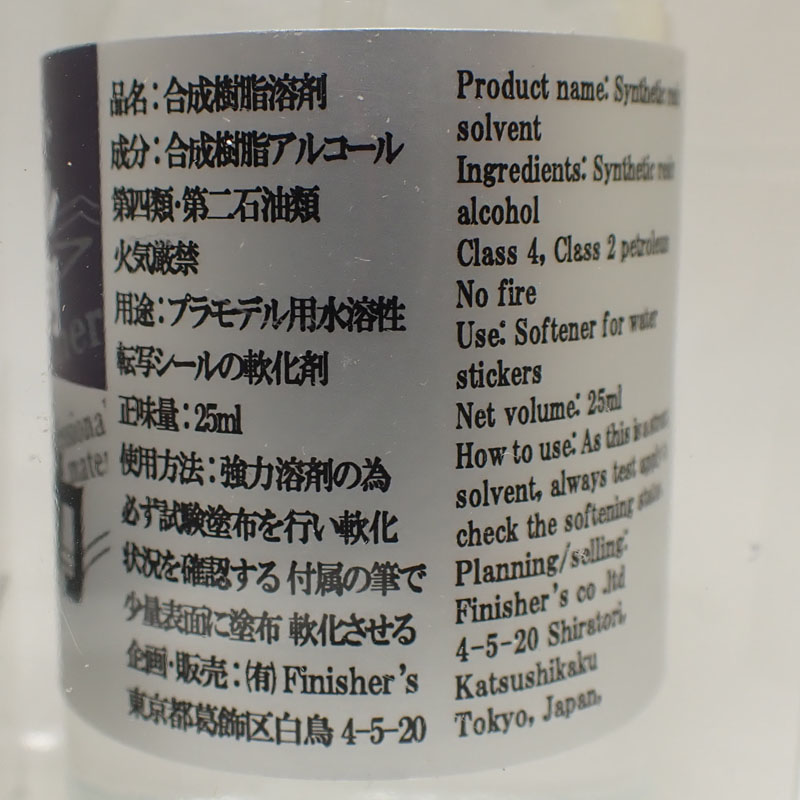 品名：合成樹脂溶剤
成分：合成樹脂アルコール
第四類・第二石油類
火気厳禁
用途：プラモデル用水溶性
転写シールの軟化剤
正味量：25ml
使用方法：強力溶剤の為
必ず試験塗布を行い軟化
状況を確認する 付属の筆で
少量表面に塗布 軟化させる
企画・販売：(有)Finisher's
東京都葛飾区白鳥 4-5-20
Product name: Synthetic
solvent
Ingredients: Synthetic resin
alcohol
Class 4, Class 2 petroleum
No fire
Use: Softener for water
stickers
Net volume: 25ml
How to use: As this is a strong
solvent, always test
check the softening
Planning/selling:
Finisher's co .ltd
4-5-20 Shiratori,
Katsushikaku
Tokyo, Japan,